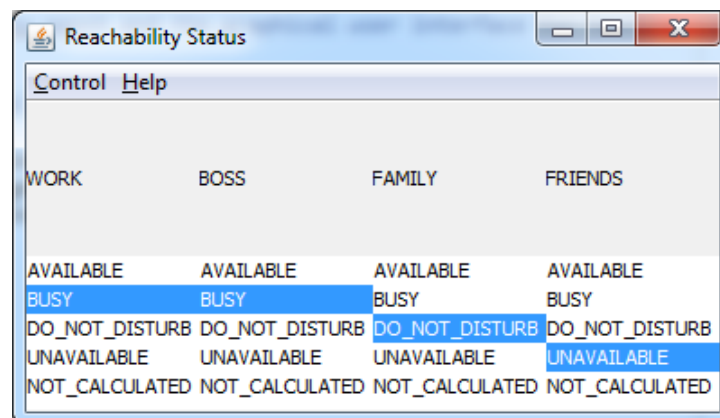 Reachability Status
Control Help
WORK BOSS FAMILY FRIENDS
AVAILABLE AVAILABLE AVAILABLE AVAILABLE
BUSY BUSY BUSY BUSY
DO_NOT_DISTURB DO_NOT_DISTURB DO_NOT_DISTURB DO_NOT_DISTURB
UNAVAILABLE UNAVAILABLE UNAVAILABLE UNAVAILABLE
NOT_CALCULATED NOT_CALCULATED NOT_CALCULATED NOT_CALCULATED